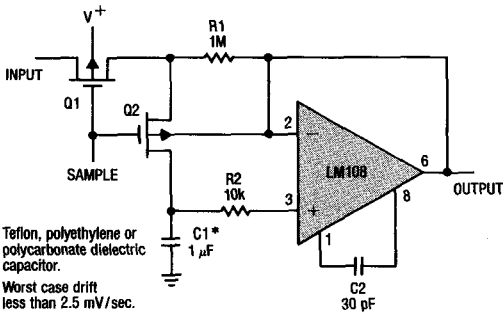 V+
R1
1M
INPUT
Q1
Q2
2
−
LM108
6
SAMPLE
OUTPUT
R2
10k
3
+
8
1
C1*
1 μF
C2
30 pF
Teflon, polyethylene or
polycarbonate dielectric
capacitor.
Worst case drift
less than 2.5 mV/sec.